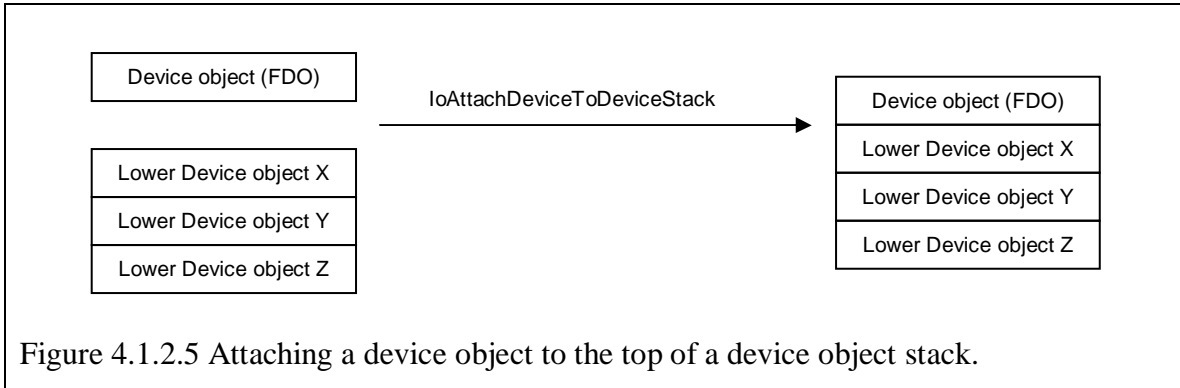 Device object (FDO)
Lower Device object X
Lower Device object Y
Lower Device object Z
IoAttachDeviceToDeviceStack
Device object (FDO)
Lower Device object X
Lower Device object Y
Lower Device object Z
Figure 4.1.2.5 Attaching a device object to the top of a device object stack.